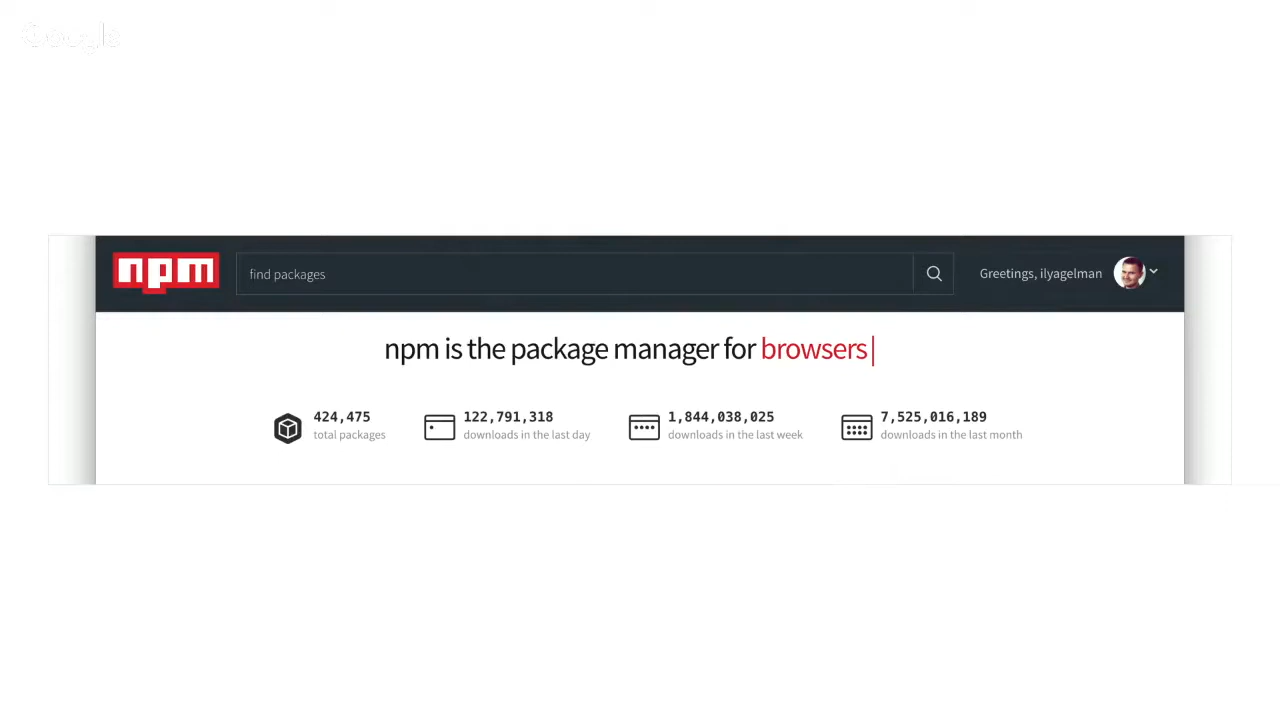 Google
npm
find packages
Greetings, ilyagelman
npm is the package manager for browsers
424,475
total packages
122,791,318
downloads in the last day
1,844,038,025
downloads in the last week
7,525,016,189
downloads in the last month